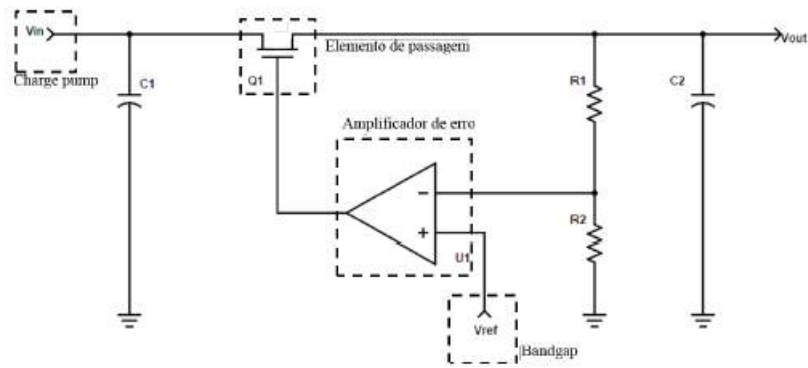 Vin
Charge pump
C1
Q1
Elemento de passagem
R1
C2
Vout
Amplificador de erro
-
+
U1
R2
Vref
Bandgap